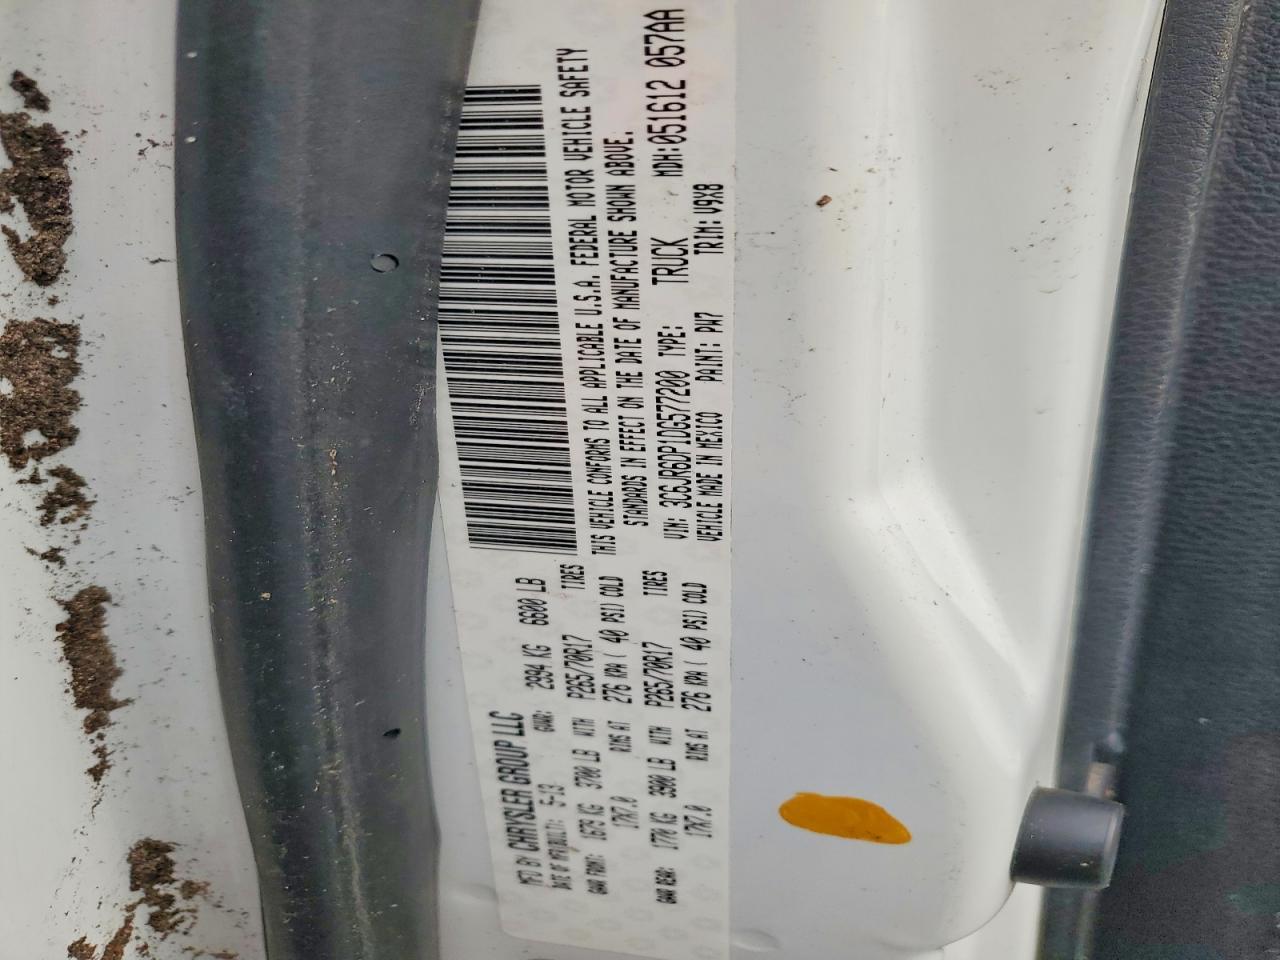 MFD BY CHRYSLER GROUP LLC
DATE OF MFR(BUILT): 5-13 GVWR: 2994 KG 6600 LB
GAWR FRONT: 1679 KG 3700 LB WITH P265/70R17 TIRES
17X7.0 RIMS AT 276 KPA ( 40 PSI) COLD
GAWR REAR: 1770 KG 3900 LB WITH P265/70R17 TIRES
17X7.0 RIMS AT 276 KPA ( 40 PSI) COLD
THIS VEHICLE CONFORMS TO ALL APPLICABLE U.S.A. FEDERAL MOTOR VEHICLE SAFETY
STANDARDS IN EFFECT ON THE DATE OF MANUFACTURE SHOWN ABOVE.
VIN: 3C6JR6DP1DG577200 TYPE: TRUCK MDH:051612 057AA
VEHICLE MADE IN MEXICO PAINT: PW7 TRIM: V9X8